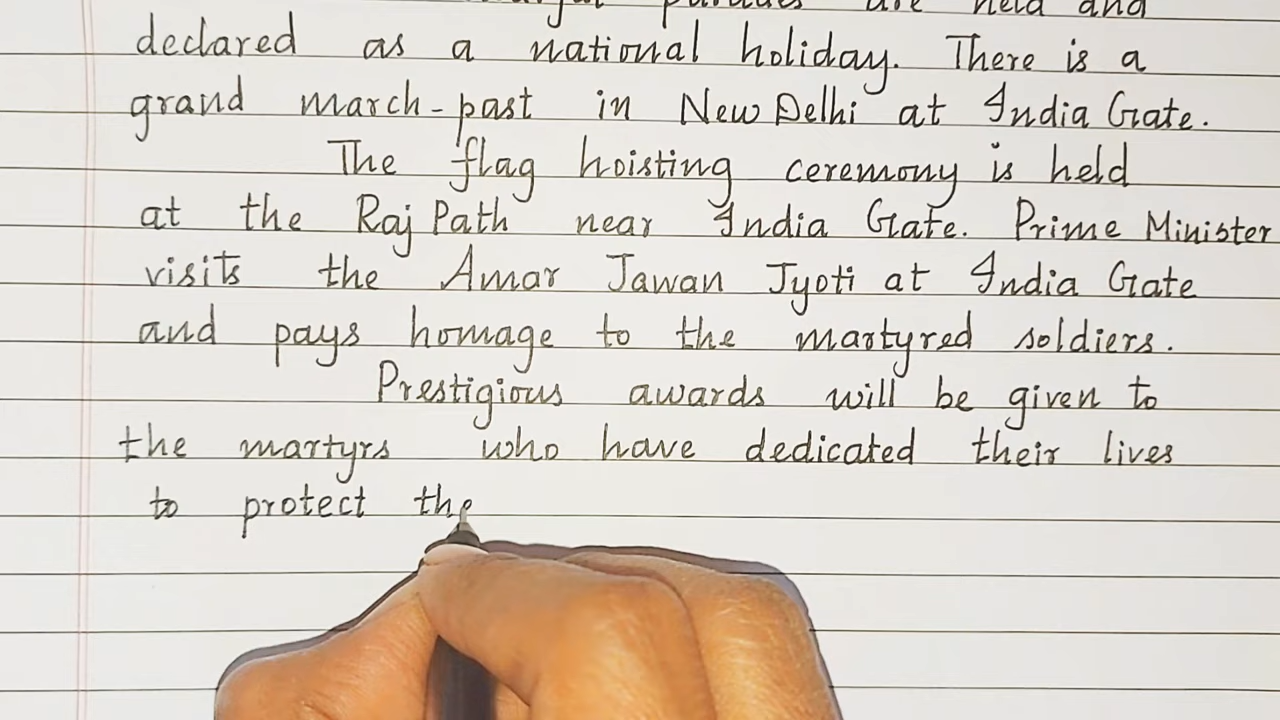 are held and
declared as a national holiday. There is a
grand march-past in New Delhi at India Gate.
The flag hoisting ceremony is held
at the Raj Path near India Gate. Prime Minister
visits the Amar Jawan Jyoti at India Gate
and pays homage to the martyred soldiers.
Prestigious awards will be given to
the martyrs who have dedicated their lives
to protect the